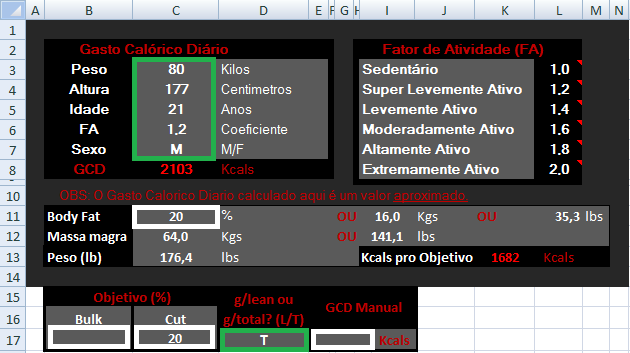 A B C D E F G H I J K L M N
1
2 Gasto Calórico Diário Fator de Atividade (FA)
3 Peso 80 Kilos Sedentário 1,0
4 Altura 177 Centimetros Super Levemente Ativo 1,2
5 Idade 21 Anos Levemente Ativo 1,4
6 FA 1,2 Coeficiente Moderadamente Ativo 1,6
7 Sexo M M/F Altamente Ativo 1,8
8 GCD 2103 Kcals Extremamente Ativo 2,0
10 OBS: O Gasto Calorico Diario calculado aqui é um valor aproximado.
11 Body Fat 20 % OU 16,0 Kgs OU 35,3 lbs
12 Massa magra 64,0 Kgs OU 141,1 lbs
13 Peso (lb) 176,4 lbs Kcals pro Objetivo 1682 Kcals
14
15 Objetivo (%) g/lean ou GCD Manual
16 Bulk Cut g/total? (L/T)
17 20 T Kcals